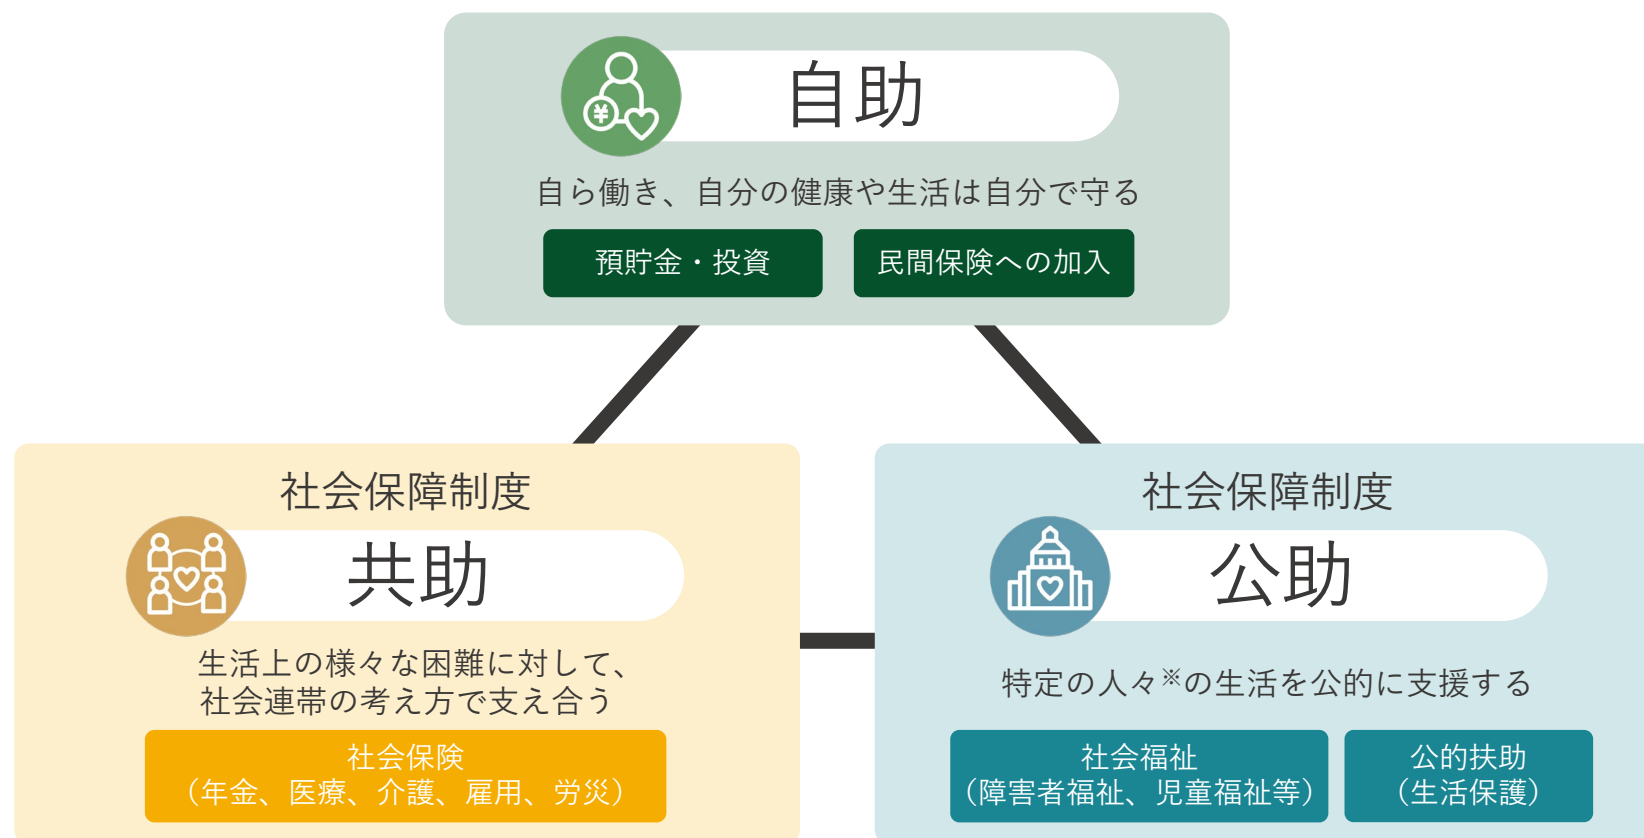 自助
自ら働き、自分の健康や生活は自分で守る
預貯金・投資
民間保険への加入
社会保障制度
共助
生活上の様々な困難に対して、
社会連帯の考え方で支え合う
社会保険
（年金、医療、介護、雇用、労災）
社会保障制度
公助
特定の人々※の生活を公的に支援する
社会福祉
（障害者福祉、児童福祉等）
公的扶助
（生活保護）